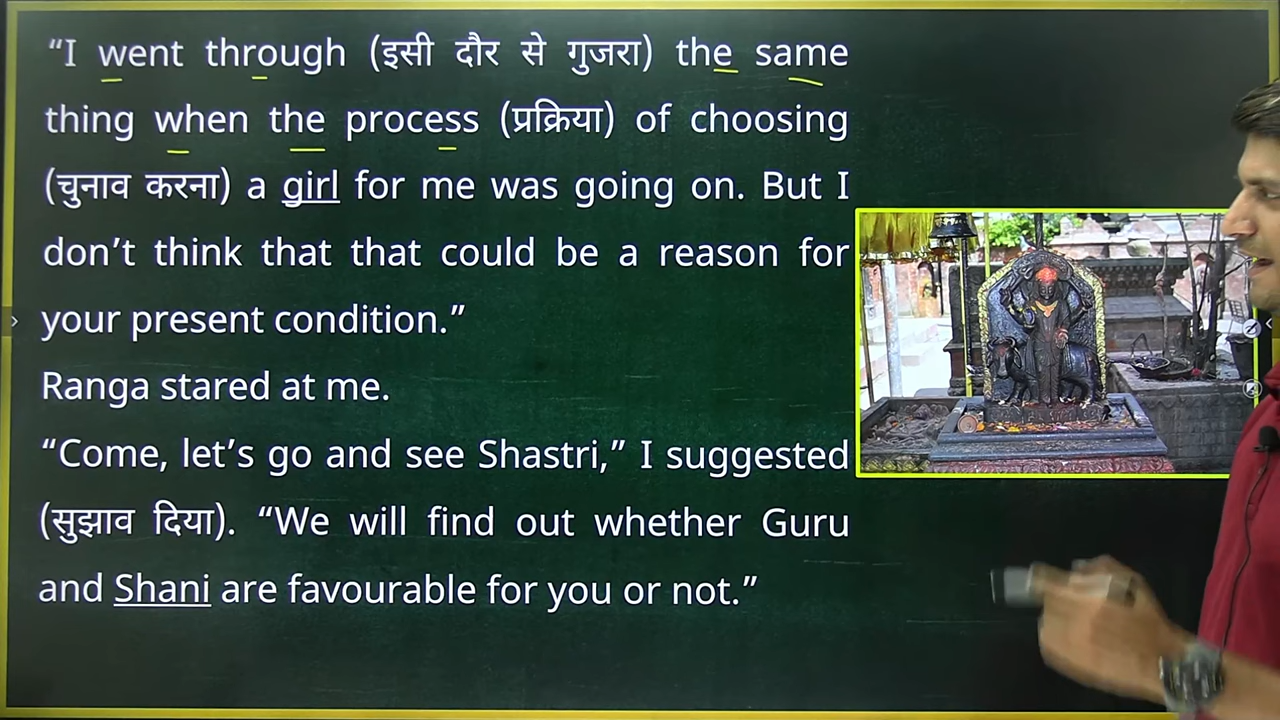 “I went through (इसी दौर से गुजरा) the same
thing when the process (प्रक्रिया) of choosing
(चुनाव करना) a girl for me was going on. But I
don’t think that that could be a reason for
your present condition.”
Ranga stared at me.
“Come, let’s go and see Shastri,” I suggested
(सुझाव दिया). “We will find out whether Guru
and Shani are favourable for you or not.”